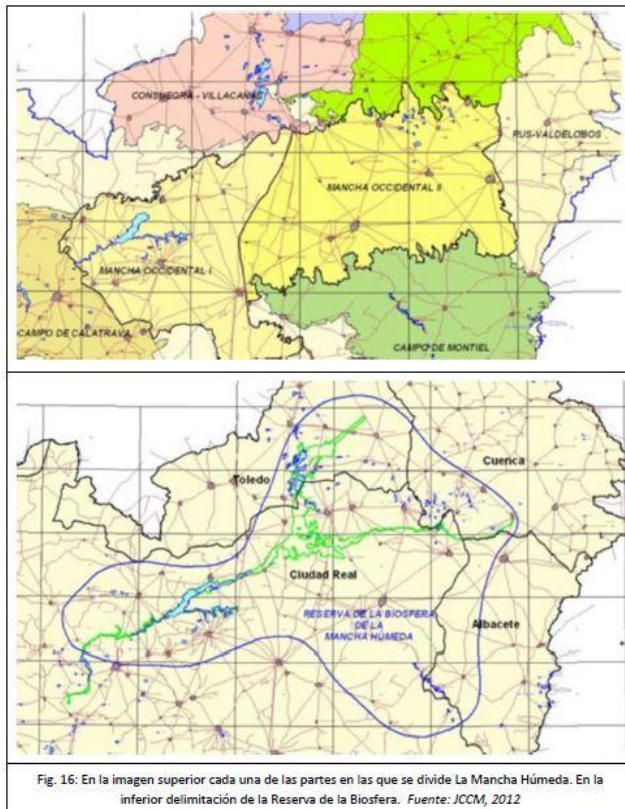 CONSUEGRA - VILLACAÑAS
RUS-VALDELOBOS
MANCHA OCCIDENTAL II
MANCHA OCCIDENTAL I
CAMPO DE CALATRAVA
CAMPO DE MONTIEL
Toledo
Cuenca
Ciudad Real
RESERVA DE LA BIOSFERA
DE LA
MANCHA HÚMEDA
Albacete
Fig. 16: En la imagen superior cada una de las partes en las que se divide La Mancha Húmeda. En la
inferior delimitación de la Reserva de la Biosfera. Fuente: JCCM, 2012